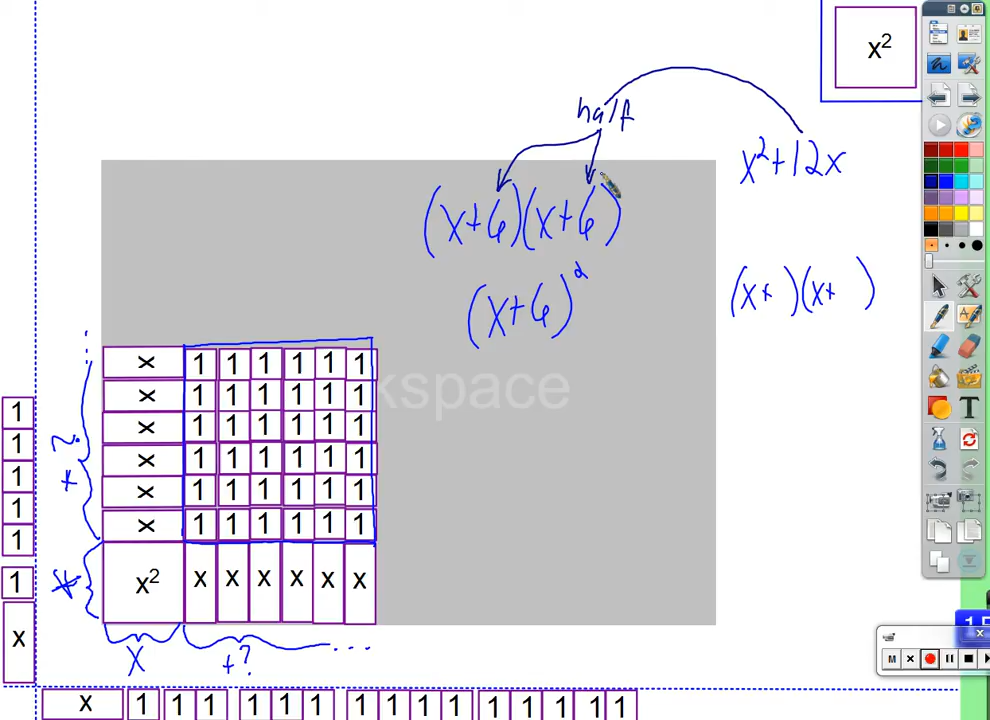 x²
half
x²+12x
(x+6)(x+6)
(x+6)²
(x+ )(x+ )
kspace
x 1 1 1 1 1 1
x 1 1 1 1 1 1
x 1 1 1 1 1 1
x 1 1 1 1 1 1
x 1 1 1 1 1 1
x 1 1 1 1 1 1
x² x x x x x x
+ ?
x
x
+?
...
1
1
1
1
1
1
x
x 1 1 1 1 1 1 1 1 1 1 1 1 1 1 1
T
M